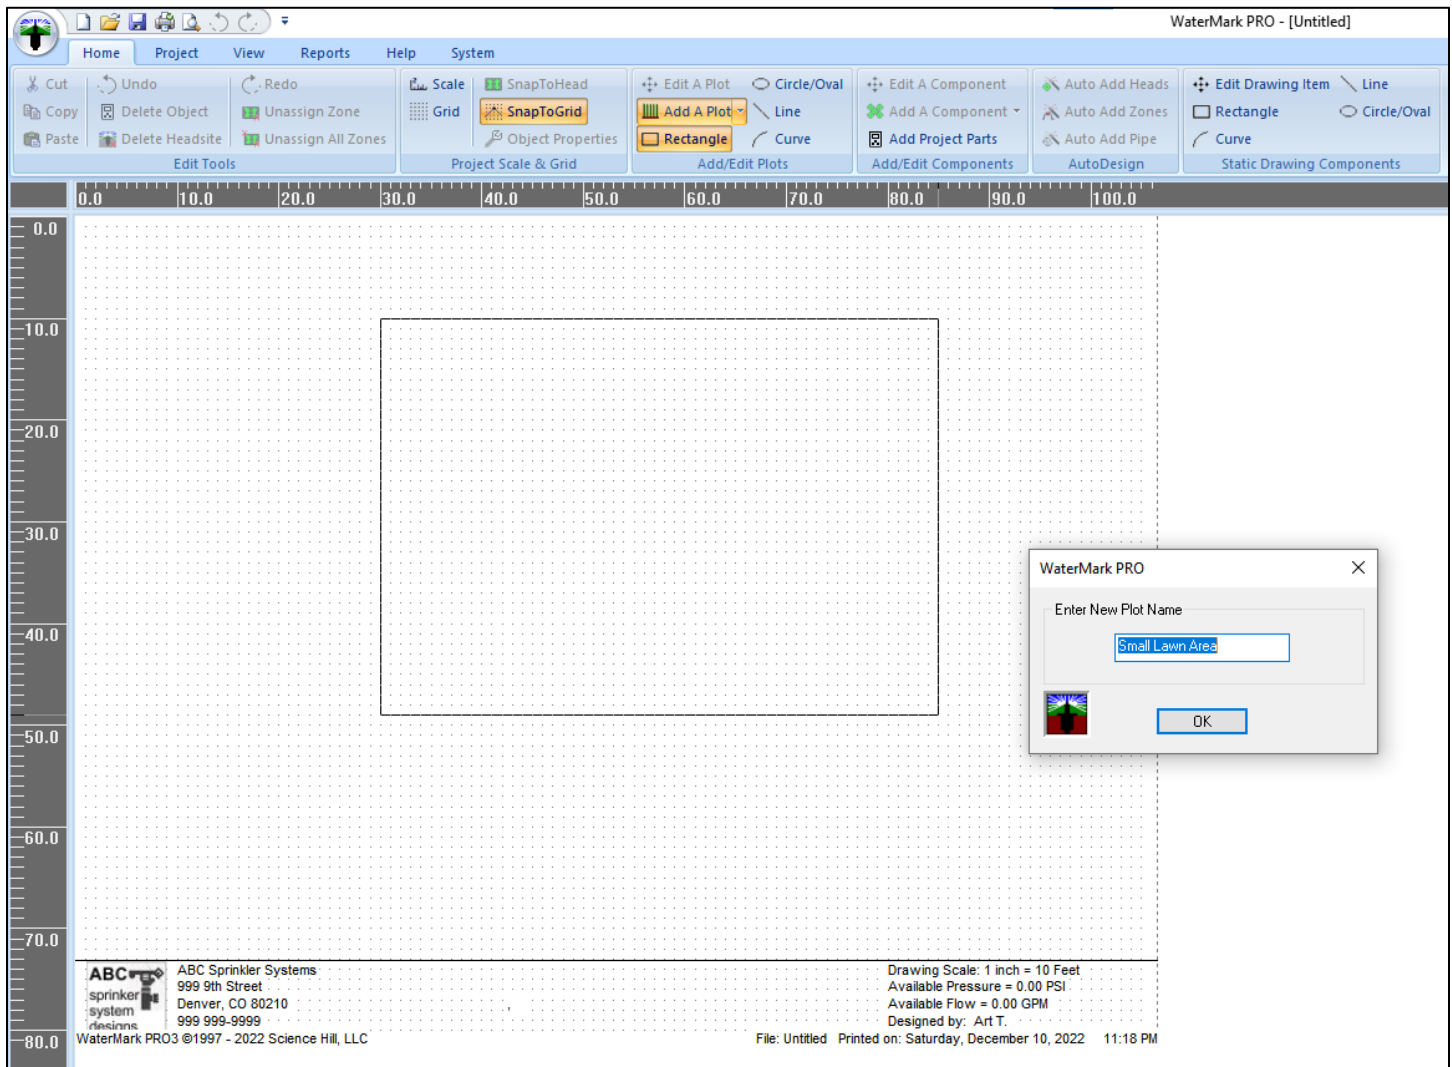 WaterMark PRO - [Untitled]
Home Project View Reports Help System
Cut Undo Redo Scale SnapToHead Edit A Plot Circle/Oval Edit A Component Auto Add Heads Edit Drawing Item Line
Copy Delete Object Unassign Zone Grid SnapToGrid Add A Plot Line Add A Component Auto Add Zones Rectangle Circle/Oval
Paste Delete Headsite Unassign All Zones Object Properties Rectangle Curve Add Project Parts Auto Add Pipe Curve
Edit Tools Project Scale & Grid Add/Edit Plots Add/Edit Components AutoDesign Static Drawing Components
0.0 10.0 20.0 30.0 40.0 50.0 60.0 70.0 80.0 90.0 100.0
0.0
10.0
20.0
30.0
40.0
50.0
60.0
70.0
80.0
WaterMark PRO
Enter New Plot Name
Small Lawn Area
OK
ABC
sprinker
system
designs
ABC Sprinkler Systems
999 9th Street
Denver, CO 80210
999 999-9999
Drawing Scale: 1 inch = 10 Feet
Available Pressure = 0.00 PSI
Available Flow = 0.00 GPM
Designed by: Art T.
WaterMark PRO3 ©1997 - 2022 Science Hill, LLC
File: Untitled Printed on: Saturday, December 10, 2022 11:18 PM